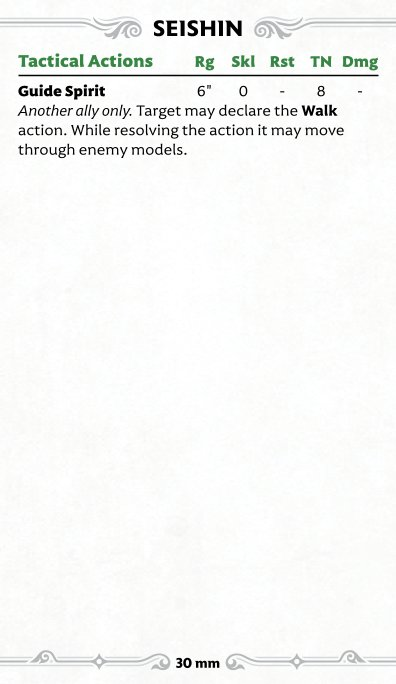 SEISHIN
Tactical Actions Rg Skl Rst TN Dmg
Guide Spirit 6" 0 - 8 -
Another ally only. Target may declare the Walk
action. While resolving the action it may move
through enemy models.
30 mm